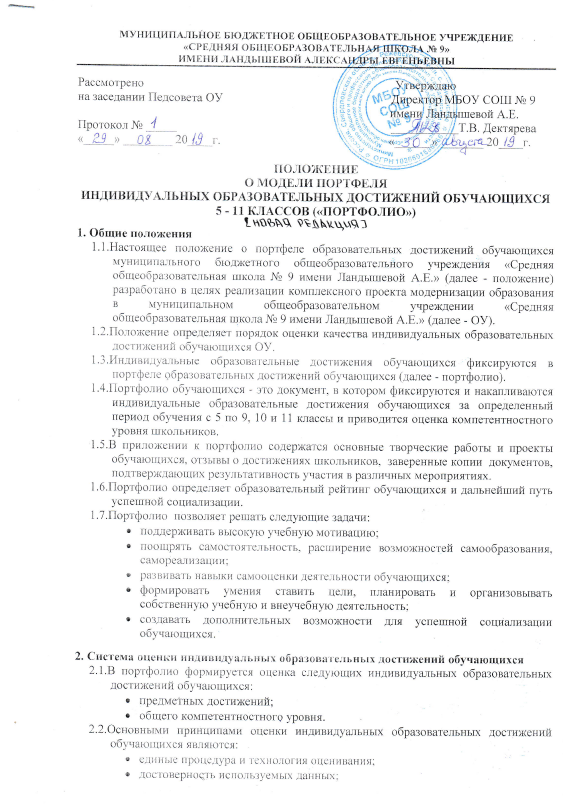 МУНИЦИПАЛЬНОЕ БЮДЖЕТНОЕ ОБЩЕОБРАЗОВАТЕЛЬНОЕ УЧРЕЖДЕНИЕ
«СРЕДНЯЯ ОБЩЕОБРАЗОВАТЕЛЬНАЯ ШКОЛА № 9»
ИМЕНИ ЛАНДЫШЕВОЙ АЛЕКСАНДРЫ ЕВГЕНЬЕВНЫ
Рассмотрено Утверждаю
на заседании Педсовета ОУ Директор МБОУ СОШ № 9
имени Ландышевой А.Е.
Протокол № 1 Т.В. Дектярева
« 29 » 08 2019 г. « 30 » августа 2019 г.
МБОУ
СОШ
№ 9
ПОЛОЖЕНИЕ
О МОДЕЛИ ПОРТФЕЛЯ
ИНДИВИДУАЛЬНЫХ ОБРАЗОВАТЕЛЬНЫХ ДОСТИЖЕНИЙ ОБУЧАЮЩИХСЯ
5 - 11 КЛАССОВ («ПОРТФОЛИО»)
[НОВАЯ РЕДАКЦИЯ]
1. Общие положения
1.1.Настоящее положение о портфеле образовательных достижений обучающихся
муниципального бюджетного общеобразовательного учреждения «Средняя
общеобразовательная школа № 9 имени Ландышевой А.Е.» (далее - положение)
разработано в целях реализации комплексного проекта модернизации образования
в муниципальном общеобразовательном учреждении «Средняя
общеобразовательная школа № 9 имени Ландышевой А.Е.» (далее - ОУ).
1.2.Положение определяет порядок оценки качества индивидуальных образовательных
достижений обучающихся ОУ.
1.3.Индивидуальные образовательные достижения обучающихся фиксируются в
портфеле образовательных достижений обучающихся (далее - портфолио).
1.4.Портфолио обучающихся - это документ, в котором фиксируются и накапливаются
индивидуальные образовательные достижения обучающихся за определенный
период обучения с 5 по 9, 10 и 11 классы и приводится оценка компетентностного
уровня школьников.
1.5.В приложении к портфолио содержатся основные творческие работы и проекты
обучающихся, отзывы о достижениях школьников, заверенные копии документов,
подтверждающих результативность участия в различных мероприятиях.
1.6.Портфолио определяет образовательный рейтинг обучающихся и дальнейший путь
успешной социализации.
1.7.Портфолио позволяет решать следующие задачи:
• поддерживать высокую учебную мотивацию;
• поощрять самостоятельность, расширение возможностей самообразования,
самореализации;
• развивать навыки самооценки деятельности обучающихся;
• формировать умения ставить цели, планировать и организовывать
собственную учебную и внеучебную деятельность;
• создавать дополнительных возможности для успешной социализации
обучающихся.
2. Система оценки индивидуальных образовательных достижений обучающихся
2.1.В портфолио формируется оценка следующих индивидуальных образовательных
достижений обучающихся:
• предметных достижений;
• общего компетентностного уровня.
2.2.Основными принципами оценки индивидуальных образовательных достижений
обучающихся являются:
• единые процедура и технология оценивания;
• достоверность используемых данных;